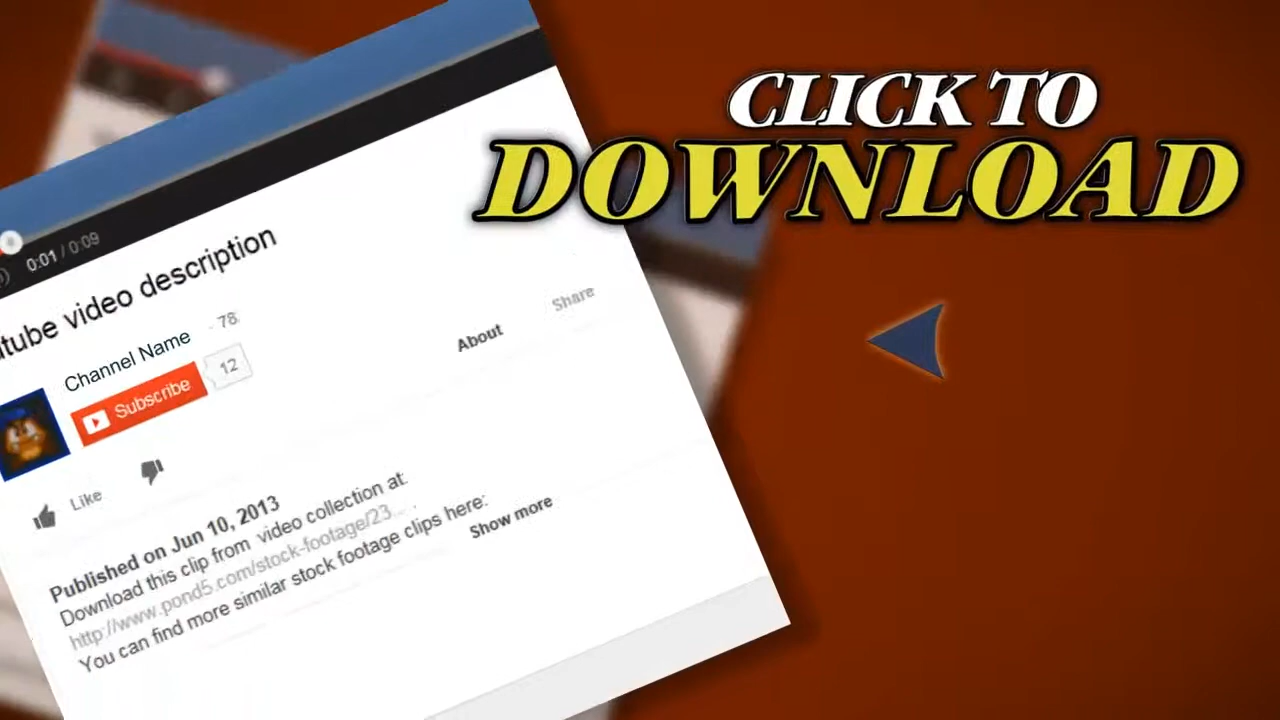 CLICK TO
DOWNLOAD
0:01 / 0:09
tube video description
Channel Name
78
Subscribe
12
About
Share
Like
Published on Jun 10, 2013
Download this clip from video collection at:
http://www.pond5.com/stock-footage/23...
You can find more similar stock footage clips here:
Show more